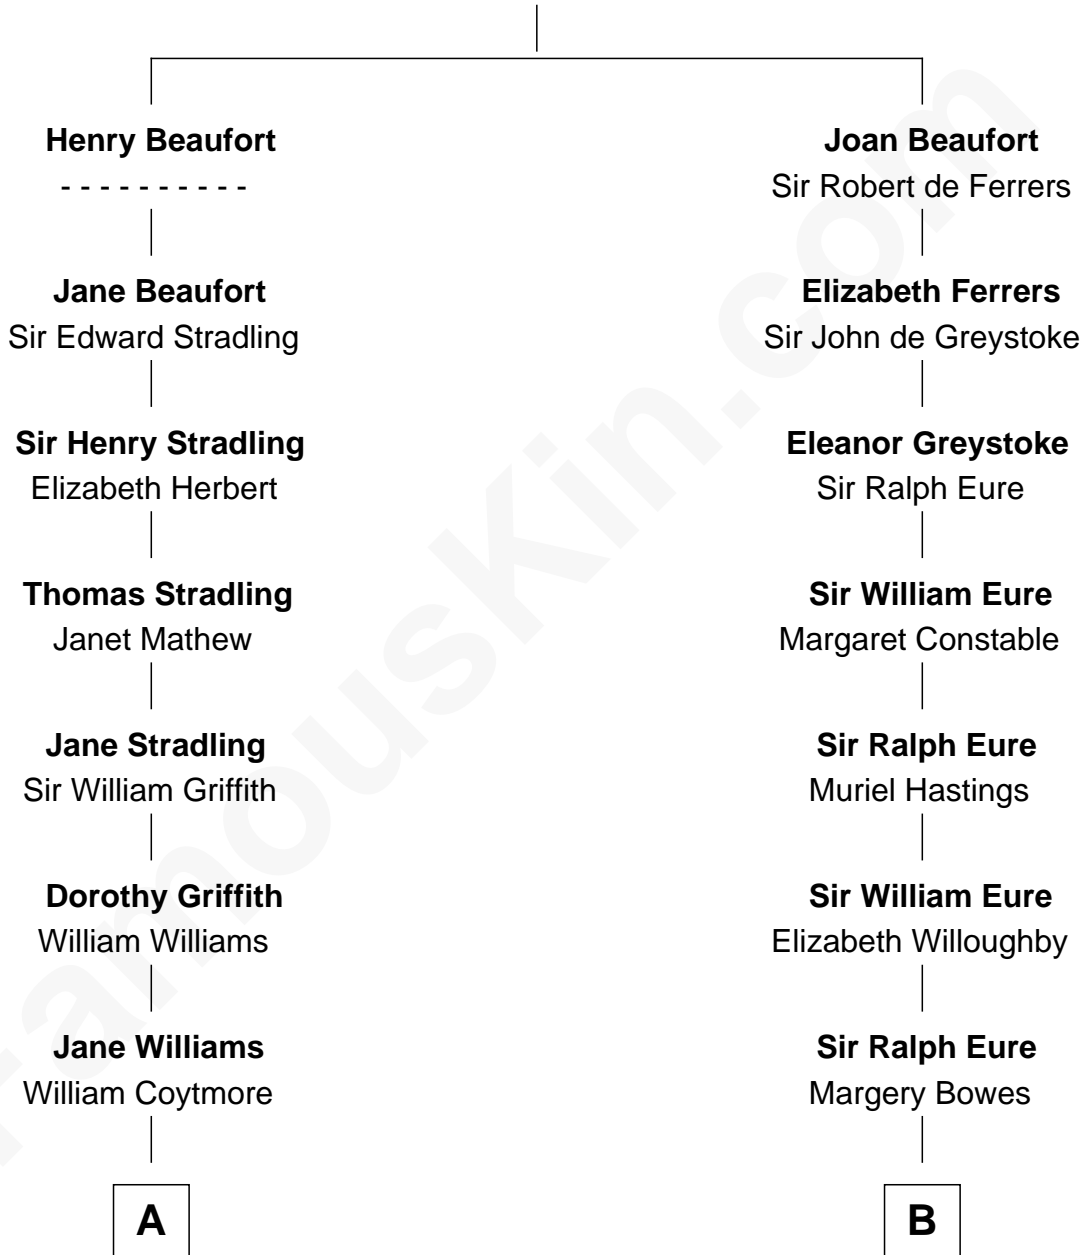 Henry Beaufort
- - - - - - - - - -
Jane Beaufort
Sir Edward Stradling
Sir Henry Stradling
Elizabeth Herbert
Thomas Stradling
Janet Mathew
Jane Stradling
Sir William Griffith
Dorothy Griffith
William Williams
Jane Williams
William Coytmore
A
Joan Beaufort
Sir Robert de Ferrers
Elizabeth Ferrers
Sir John de Greystoke
Eleanor Greystoke
Sir Ralph Eure
Sir William Eure
Margaret Constable
Sir Ralph Eure
Muriel Hastings
Sir William Eure
Elizabeth Willoughby
Sir Ralph Eure
Margery Bowes
B
FamousKin.com